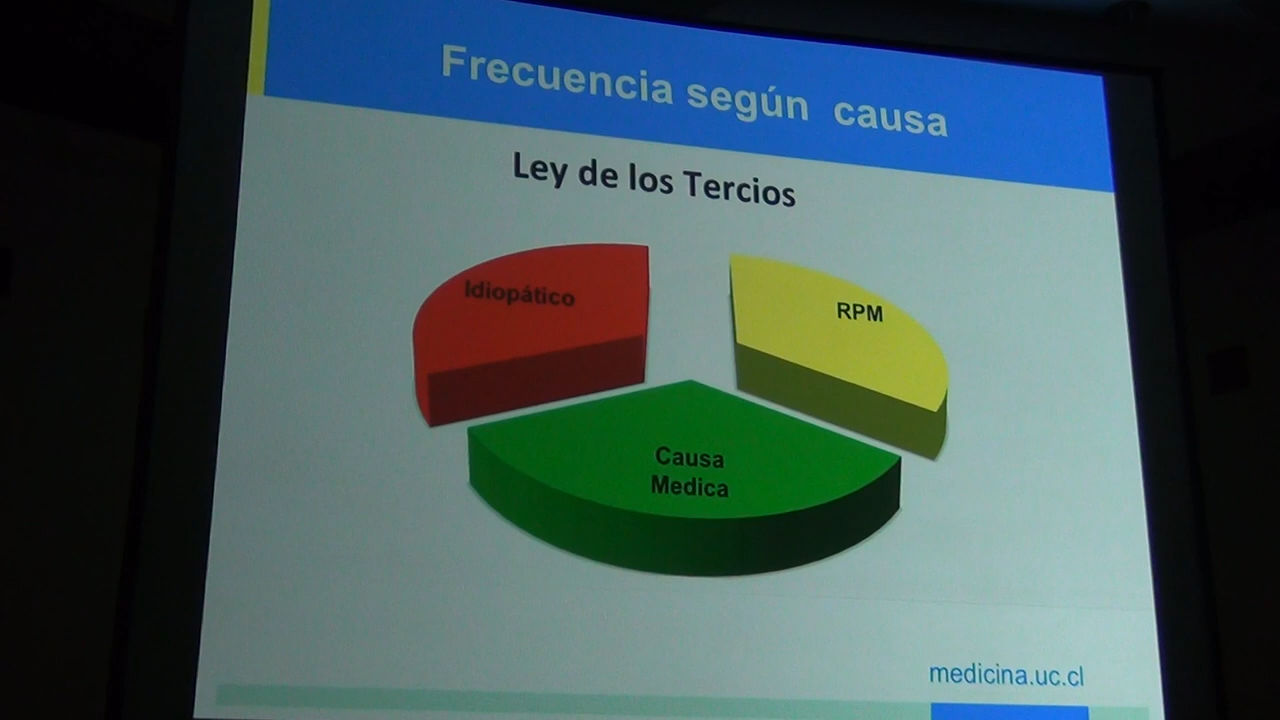 Frecuencia según causa
Ley de los Tercios
Idiopático
RPM
Causa
Medica
medicina.uc.cl